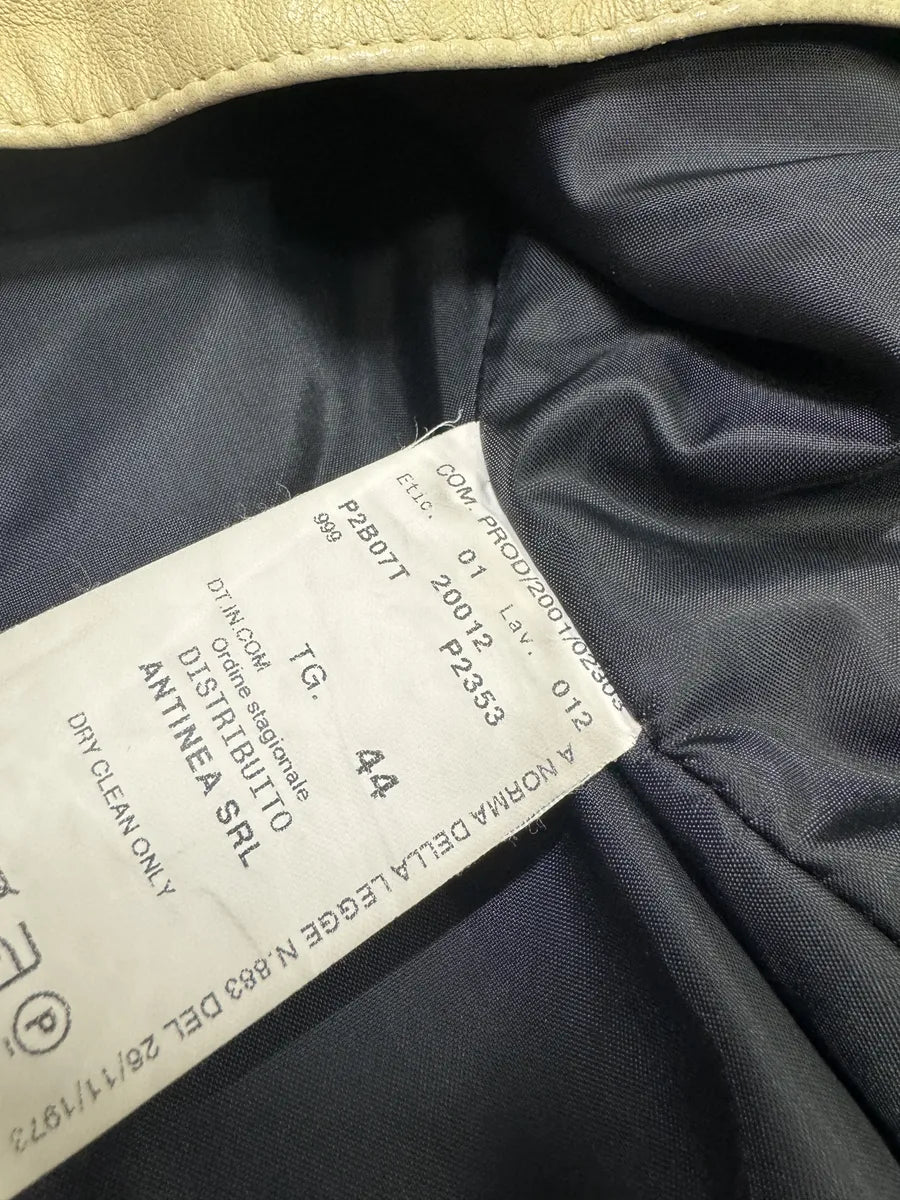 COM. PROD/2001/02303
Etic. 01 Lav. 012
P2B07T 20012 P2353
999
TG. 44
DT.IN.COM
Ordine stagionale
DISTRIBUITO
ANTINEA SRL
DRY CLEAN ONLY
P
A NORMA DELLA LEGGE N.883 DEL 26/11/1973